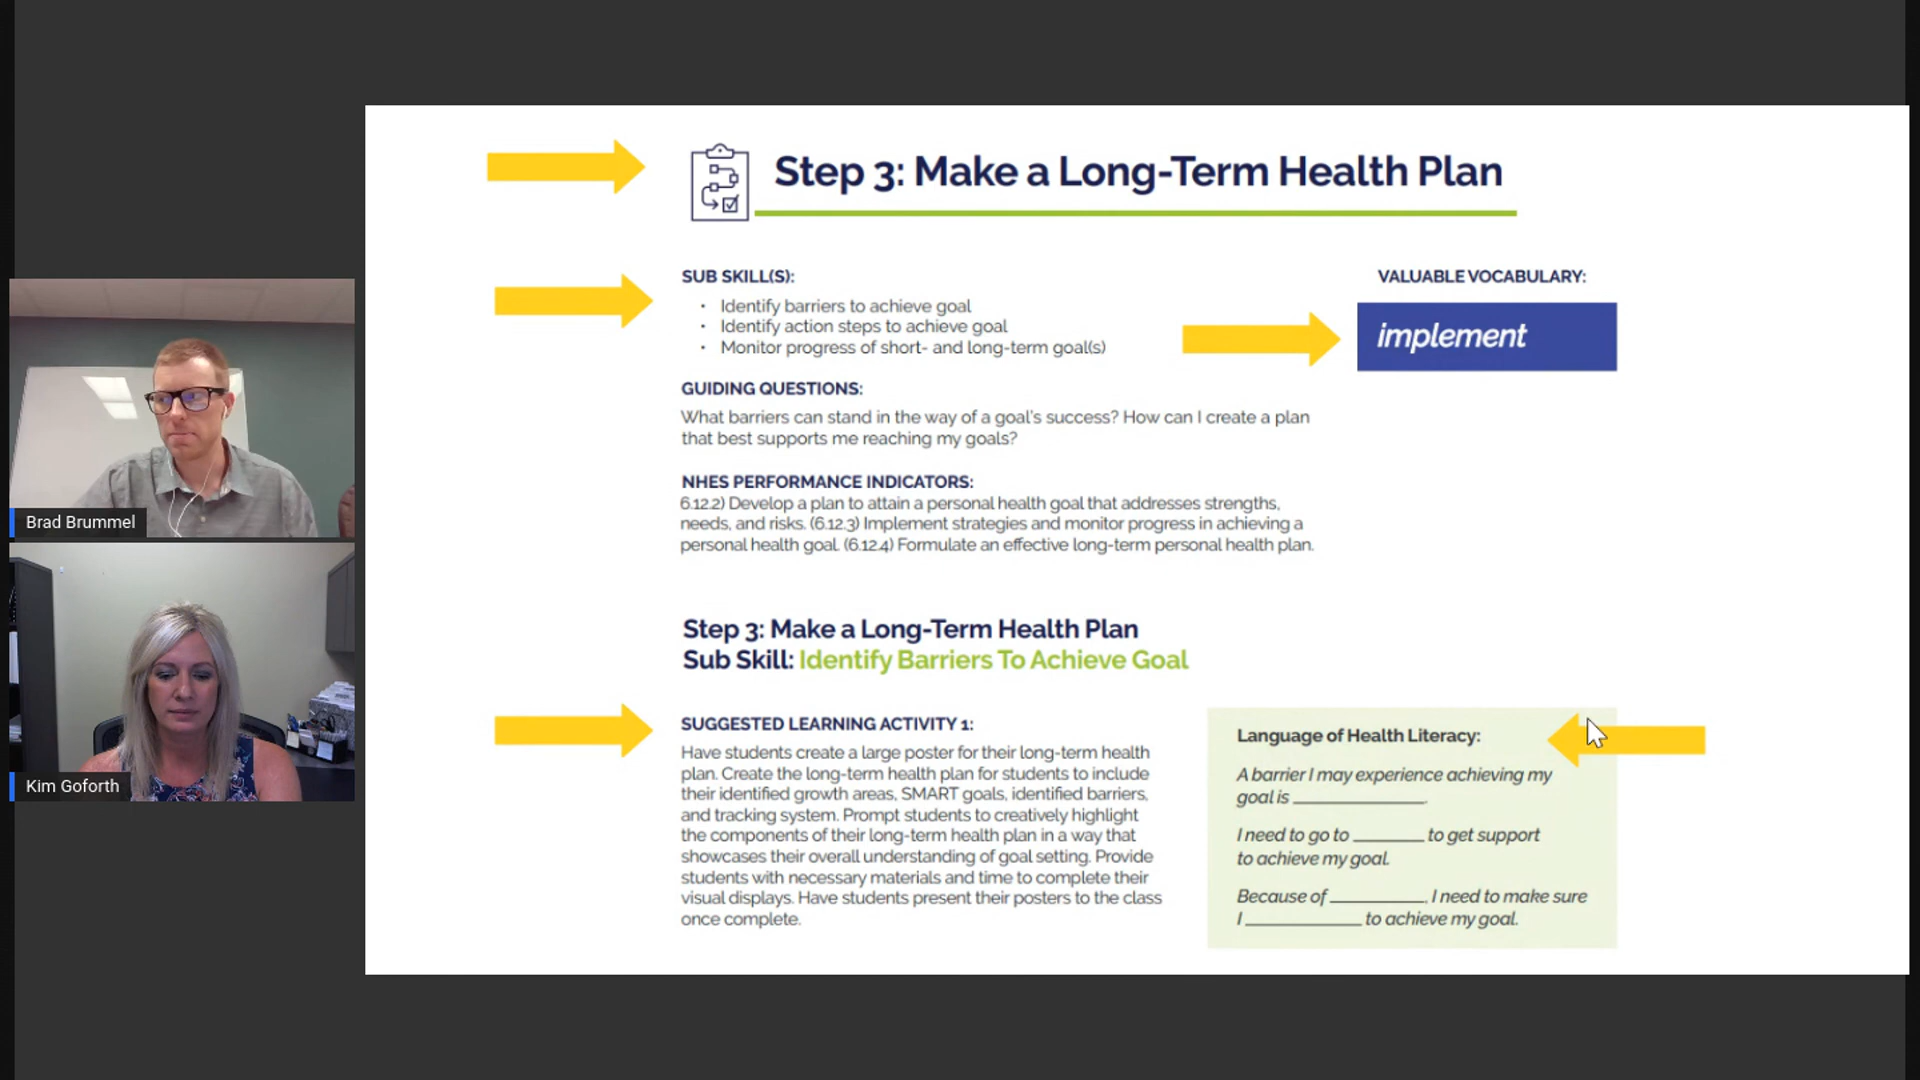 Step 3: Make a Long-Term Health Plan
SUB SKILL(S):
• Identify barriers to achieve goal
• Identify action steps to achieve goal
• Monitor progress of short- and long-term goal(s)
VALUABLE VOCABULARY:
implement
GUIDING QUESTIONS:
What barriers can stand in the way of a goal's success? How can I create a plan
that best supports me reaching my goals?
NHES PERFORMANCE INDICATORS:
6.12.2) Develop a plan to attain a personal health goal that addresses strengths,
needs, and risks. (6.12.3) Implement strategies and monitor progress in achieving a
personal health goal. (6.12.4) Formulate an effective long-term personal health plan.
Step 3: Make a Long-Term Health Plan
Sub Skill: Identify Barriers To Achieve Goal
SUGGESTED LEARNING ACTIVITY 1:
Have students create a large poster for their long-term health
plan. Create the long-term health plan for students to include
their identified growth areas, SMART goals, identified barriers,
and tracking system. Prompt students to creatively highlight
the components of their long-term health plan in a way that
showcases their overall understanding of goal setting. Provide
students with necessary materials and time to complete their
visual displays. Have students present their posters to the class
once complete.
Language of Health Literacy:
A barrier I may experience achieving my
goal is ____________.
I need to go to _______ to get support
to achieve my goal.
Because of _________, I need to make sure
I ___________ to achieve my goal.
Brad Brummel
Kim Goforth